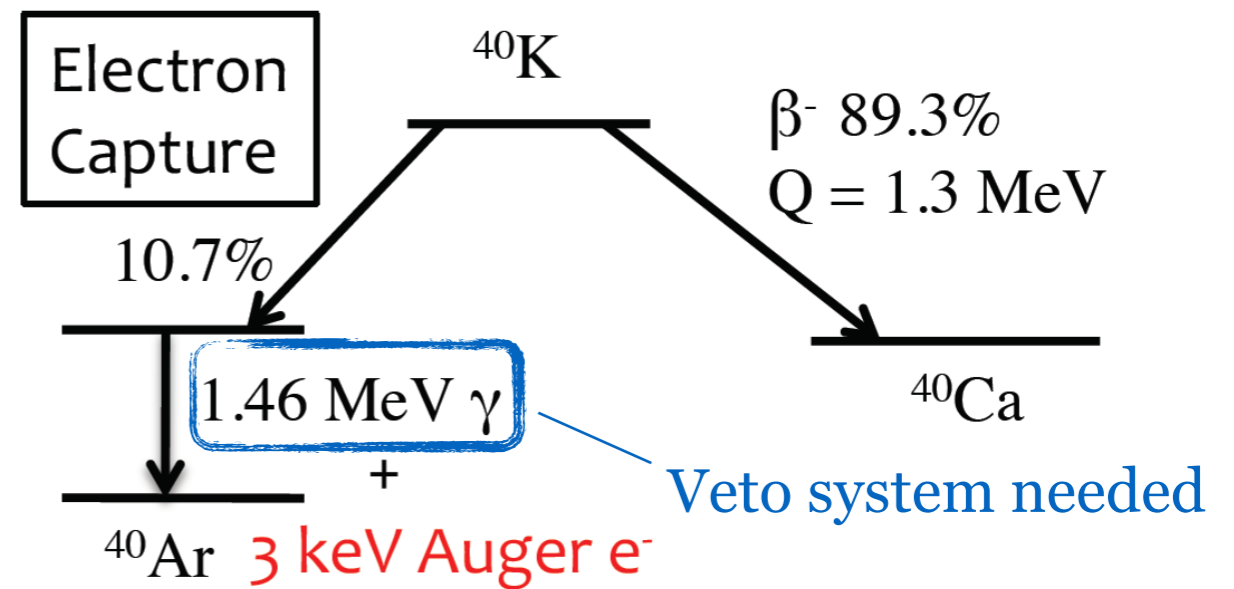 Electron
Capture
⁴⁰K
β⁻ 89.3%
Q = 1.3 MeV
10.7%
1.46 MeV γ
+
⁴⁰Ca
Veto system needed
⁴⁰Ar
3 keV Auger e⁻